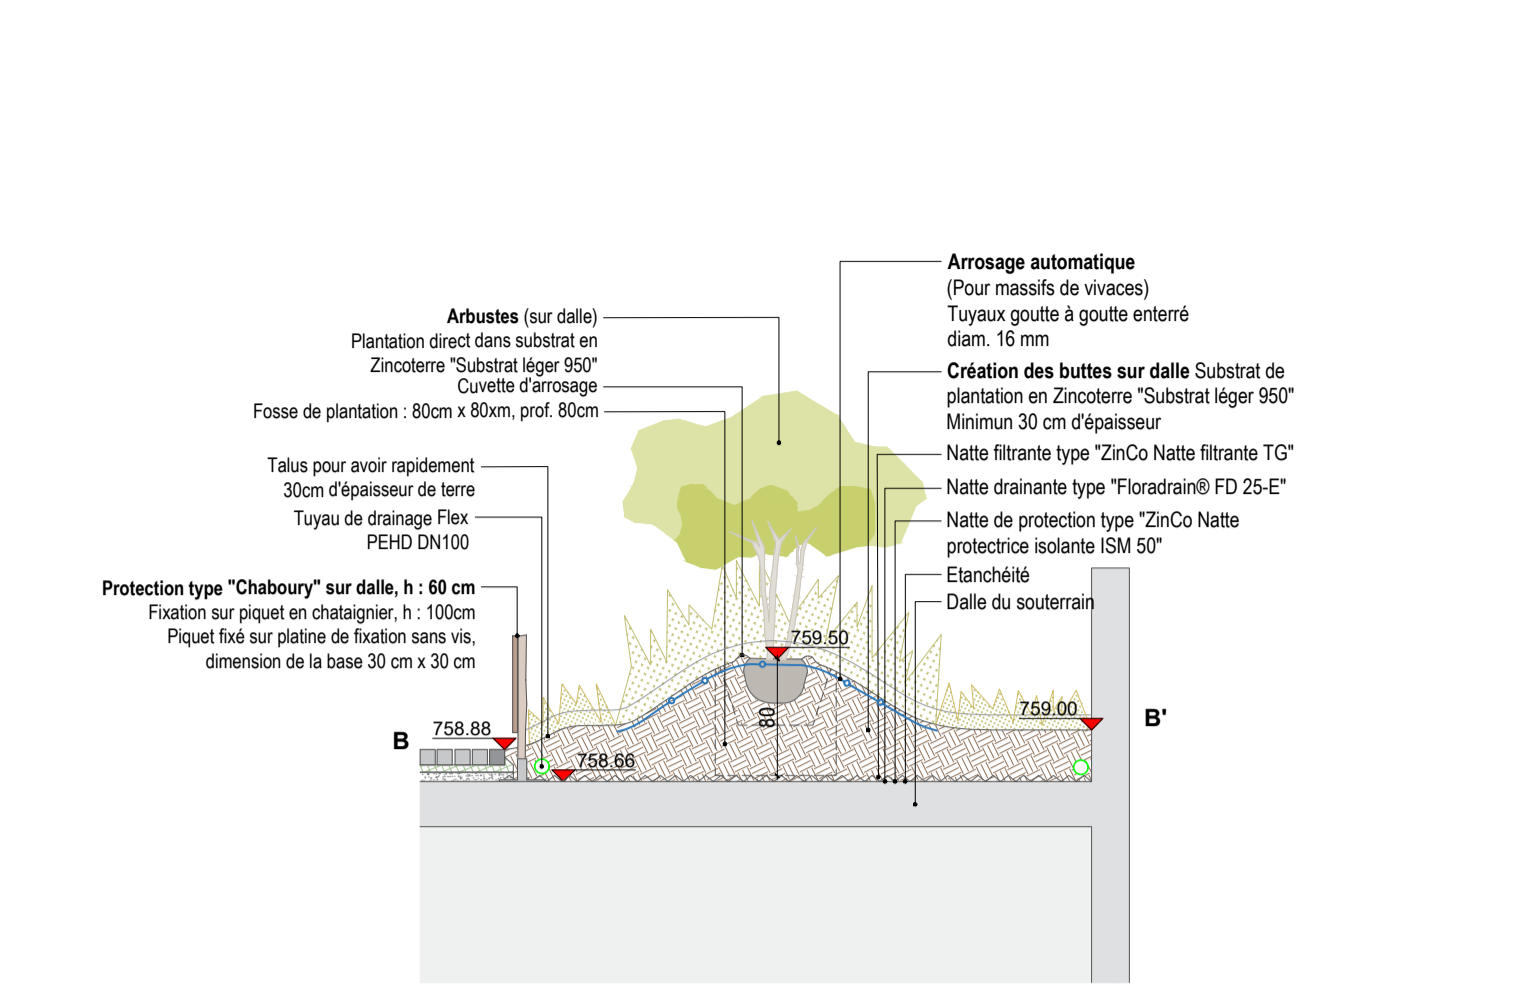 Arbustes (sur dalle)
Plantation direct dans substrat en
Zincoterre "Substrat léger 950"
Cuvette d'arrosage
Fosse de plantation : 80cm x 80xm, prof. 80cm
Talus pour avoir rapidement
30cm d'épaisseur de terre
Tuyau de drainage Flex
PEHD DN100
Protection type "Chaboury" sur dalle, h : 60 cm
Fixation sur piquet en chataignier, h : 100cm
Piquet fixé sur platine de fixation sans vis,
dimension de la base 30 cm x 30 cm
Arrosage automatique
(Pour massifs de vivaces)
Tuyaux goutte à goutte enterré
diam. 16 mm
Création des buttes sur dalle Substrat de
plantation en Zincoterre "Substrat léger 950"
Minimun 30 cm d'épaisseur
Natte filtrante type "ZinCo Natte filtrante TG"
Natte drainante type "Floradrain® FD 25-E"
Natte de protection type "ZinCo Natte
protectrice isolante ISM 50"
Etanchéité
Dalle du souterrain
759.50
759.00
B'
758.88
B
80
758.66